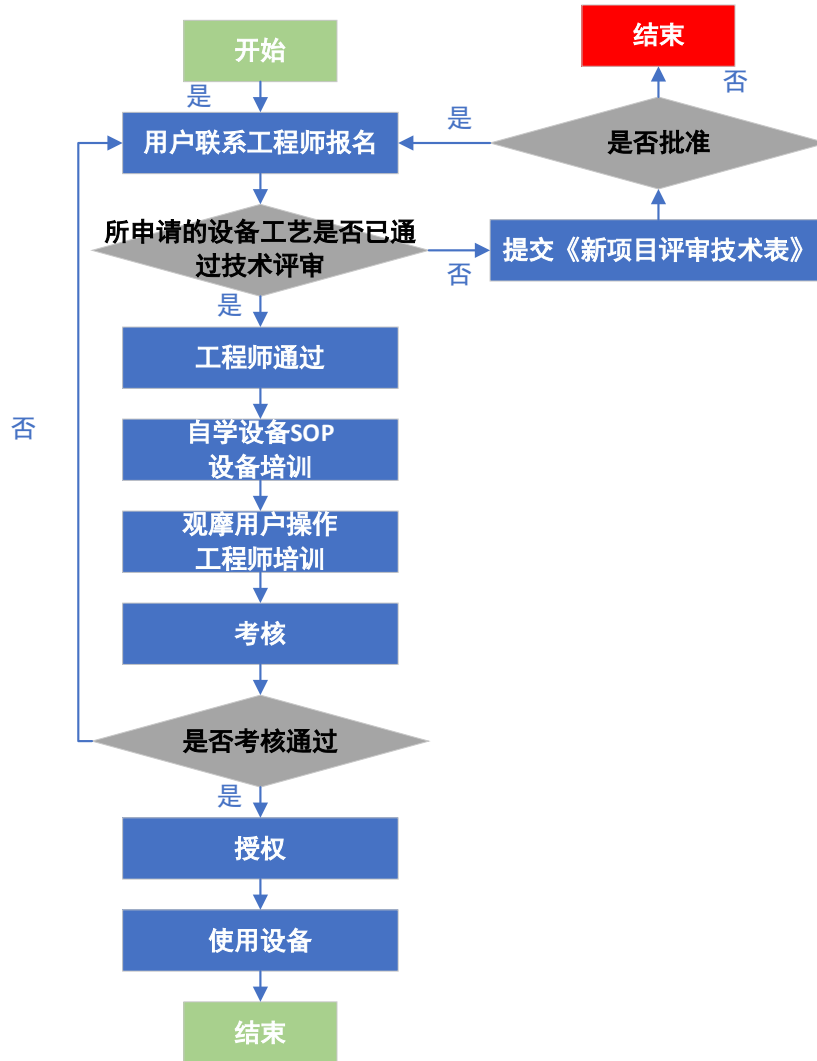 开始
结束
是
否
用户联系工程师报名
是
是否批准
所申请的设备工艺是否已通
过技术评审
否
提交《新项目评审技术表》
是
工程师通过
否
自学设备SOP
设备培训
观摩用户操作
工程师培训
考核
是否考核通过
是
授权
使用设备
结束